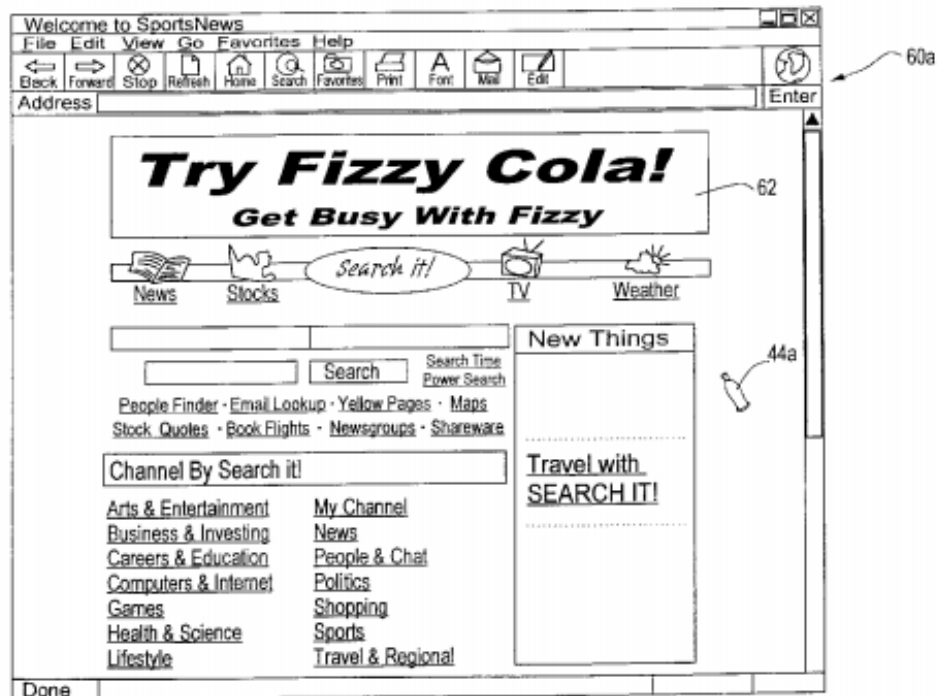 Welcome to SportsNews
File Edit View Go Favorites Help
Back Forward Stop Refresh Home Search Favorites Print Font Mail Edit
60a
Address Enter
Try Fizzy Cola!
Get Busy With Fizzy
62
Search it!
News Stocks TV Weather
New Things
44a
Search Search Time
Power Search
People Finder · Email Lookup · Yellow Pages · Maps
Stock Quotes · Book Flights · Newsgroups · Shareware
Channel By Search it!
Travel with
SEARCH IT!
Arts & Entertainment My Channel
Business & Investing News
Careers & Education People & Chat
Computers & Internet Politics
Games Shopping
Health & Science Sports
Lifestyle Travel & Regional
Done